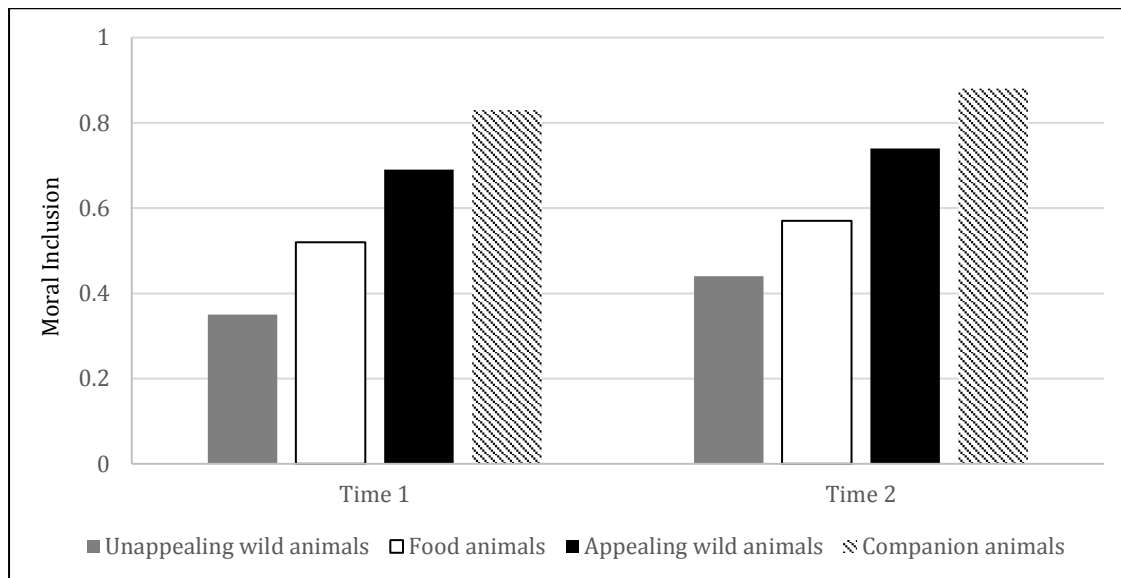 1
0.8
0.6
0.4
0.2
0
Moral Inclusion
Time 1 Time 2
Unappealing wild animals Food animals Appealing wild animals Companion animals